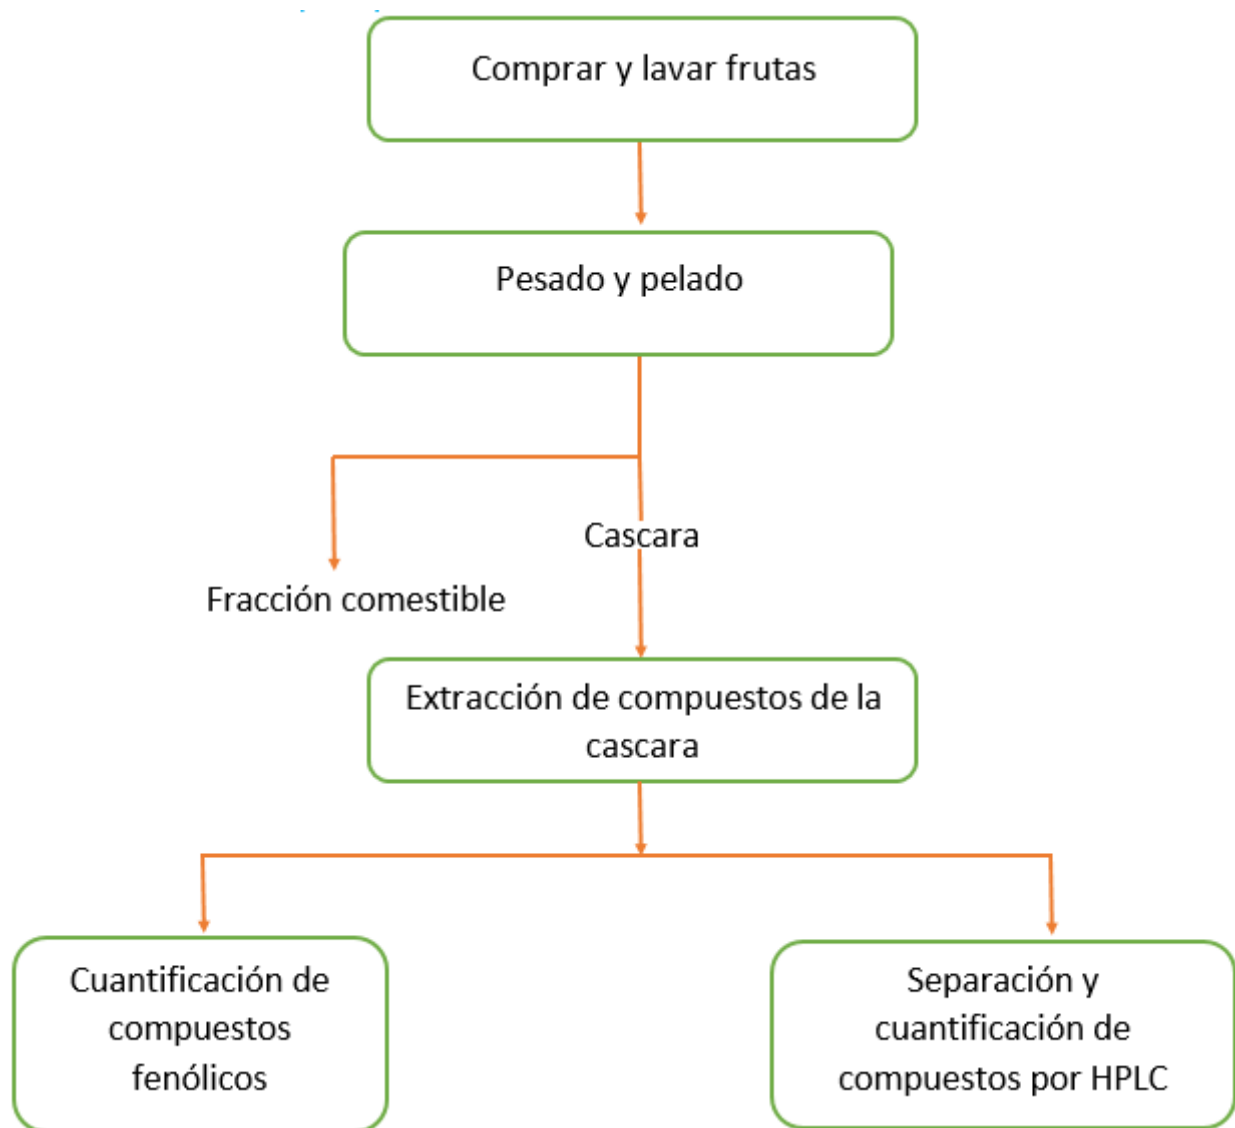 Comprar y lavar frutas
Pesado y pelado
Cascara
Fracción comestible
Extracción de compuestos de la
cascara
Cuantificación de
compuestos
fenólicos
Separación y
cuantificación de
compuestos por HPLC